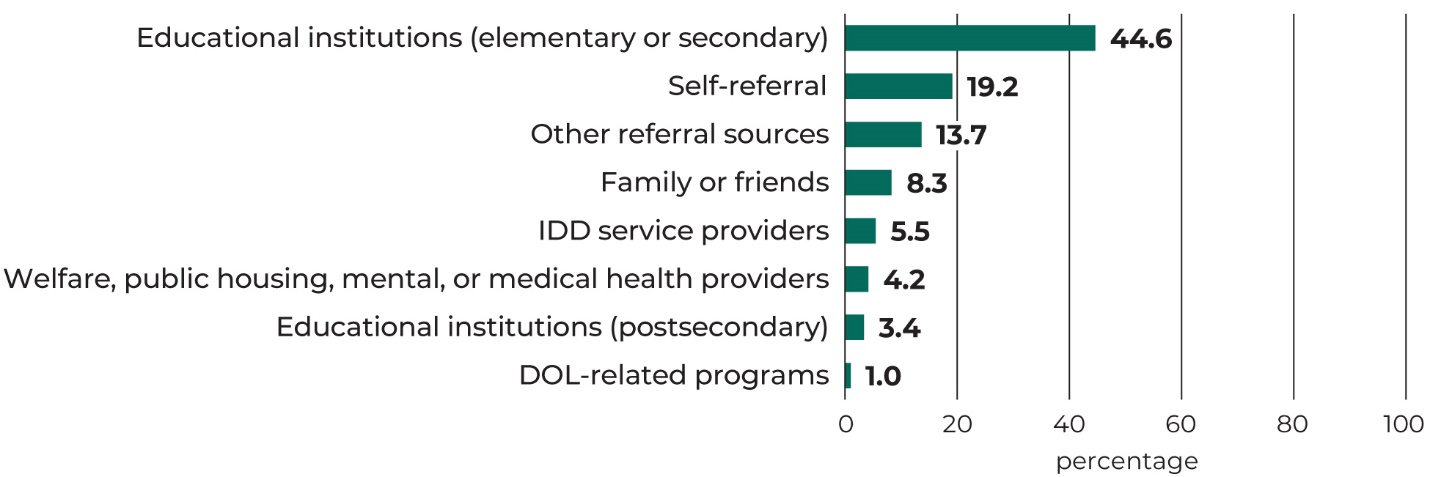 Educational institutions (elementary or secondary) 44.6
Self-referral 19.2
Other referral sources 13.7
Family or friends 8.3
IDD service providers 5.5
Welfare, public housing, mental, or medical health providers 4.2
Educational institutions (postsecondary) 3.4
DOL-related programs 1.0
0 20 40 60 80 100
percentage